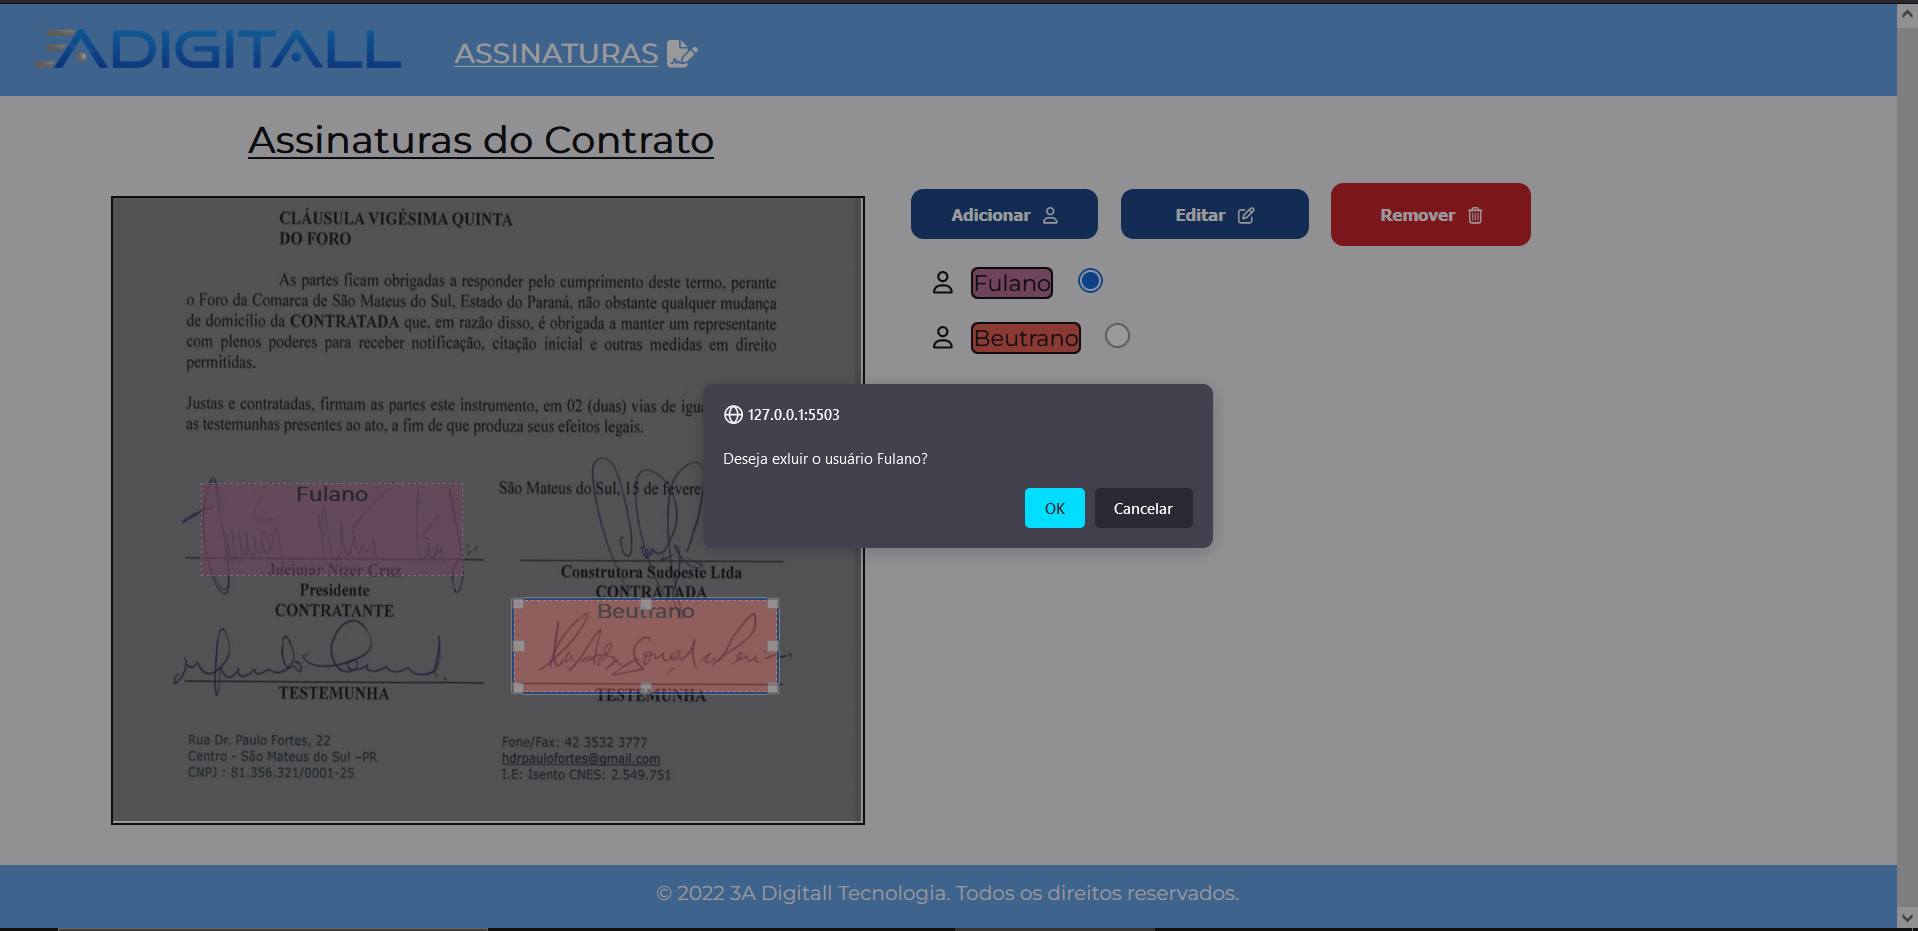 3ADIGITALL
ASSINATURAS
Assinaturas do Contrato
Adicionar
Editar
Remover
Fulano
Beutrano
CLÁUSULA VIGÉSIMA QUINTA
DO FORO
As partes ficam obrigadas a responder pelo cumprimento deste termo, perante
o Foro da Comarca de São Mateus do Sul, Estado do Paraná, não obstante qualquer mudança
de domicílio da CONTRATADA que, em razão disso, é obrigada a manter um representante
com plenos poderes para receber notificação, citação inicial e outras medidas em direito
permitidas.
Justas e contratadas, firmam as partes este instrumento, em 02 (duas) vias de igua
as testemunhas presentes ao ato, a fim de que produza seus efeitos legais.
São Mateus do Sul, 15 de feverei
Fulano
Jucimar Nizer Cruz
Presidente
CONTRATANTE
Construtora Sudoeste Ltda
CONTRATADA
Beutrano
TESTEMUNHA
TESTEMUNHA
Rua Dr. Paulo Fortes, 22
Centro - São Mateus do Sul –PR
CNPJ : 81.356.321/0001-25
Fone/Fax: 42 3532 3777
hdrpaulofortes@gmail.com
I.E: Isento CNES: 2.549.751
127.0.0.1:5503
Deseja exluir o usuário Fulano?
OK
Cancelar
© 2022 3A Digitall Tecnologia. Todos os direitos reservados.